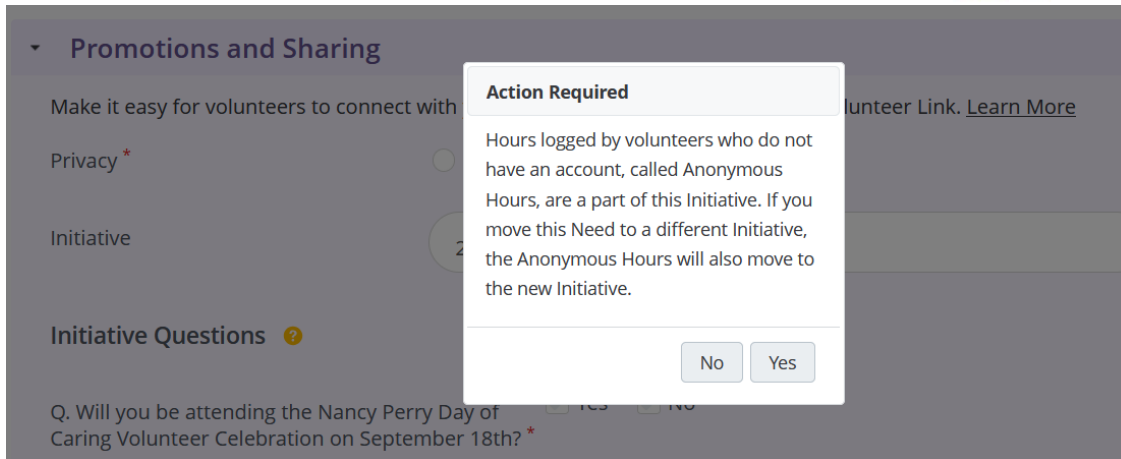 Promotions and Sharing
Action Required
Make it easy for volunteers to connect with
lunteer Link. Learn More
Hours logged by volunteers who do not
have an account, called Anonymous
Hours, are a part of this Initiative. If you
move this Need to a different Initiative,
the Anonymous Hours will also move to
the new Initiative.
No Yes
Privacy *
Initiative
2
Initiative Questions ?
Q. Will you be attending the Nancy Perry Day of
Caring Volunteer Celebration on September 18th? *
Yes No